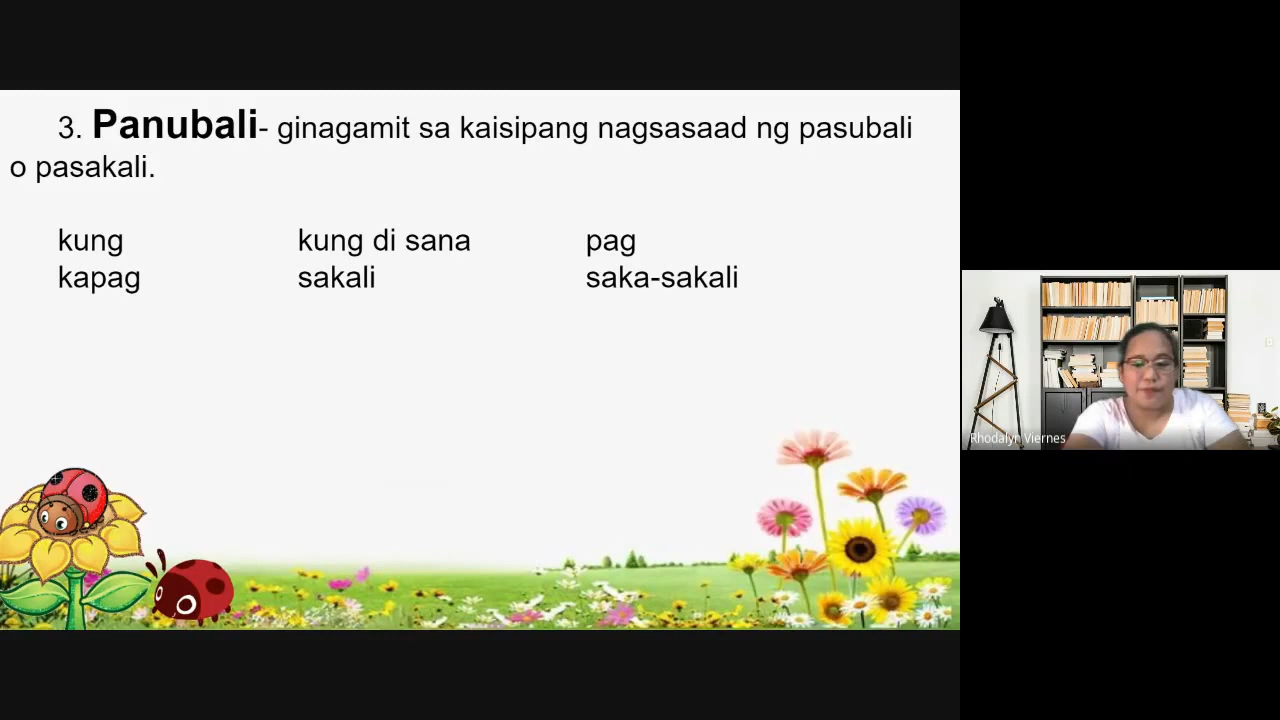 3. Panubali- ginagamit sa kaisipang nagsasaad ng pasubali
o pasakali.
kung kung di sana pag
kapag sakali saka-sakali
Rhodalyn Viernes